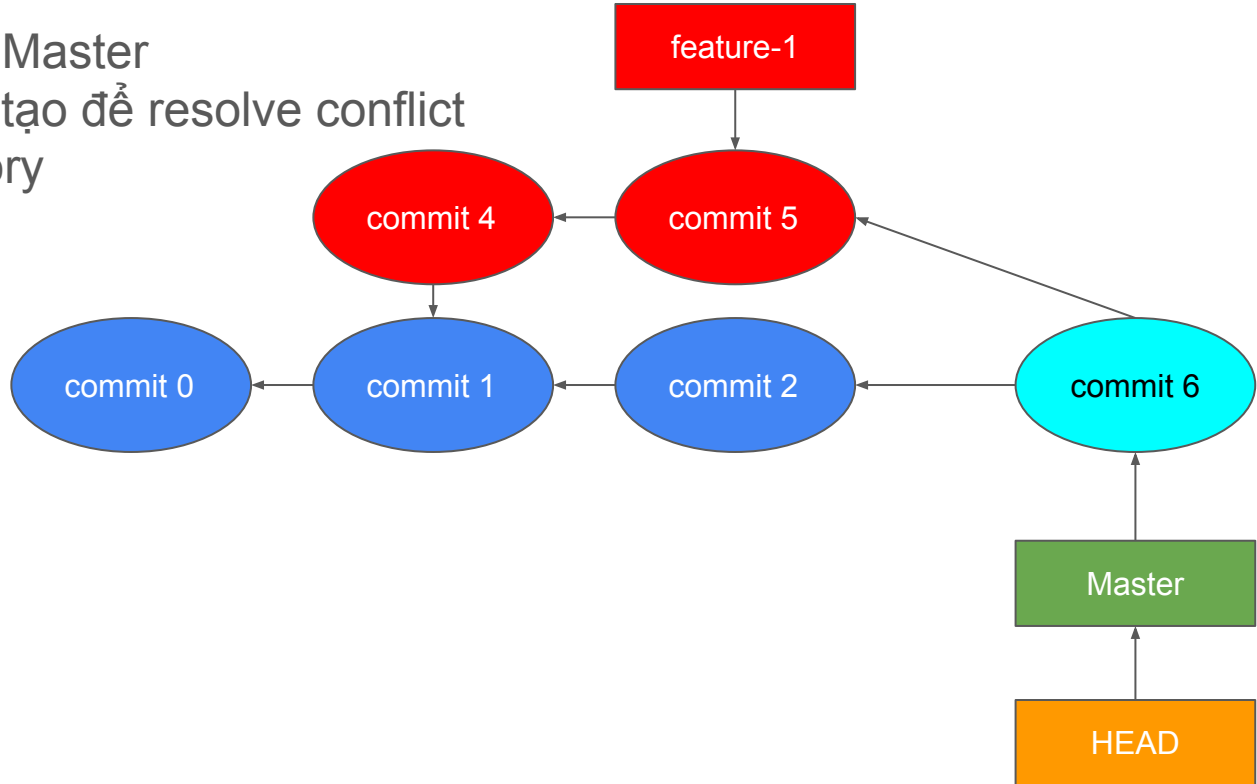 Master
tạo để resolve conflict
ory
feature-1
commit 4
commit 5
commit 0
commit 1
commit 2
commit 6
Master
HEAD